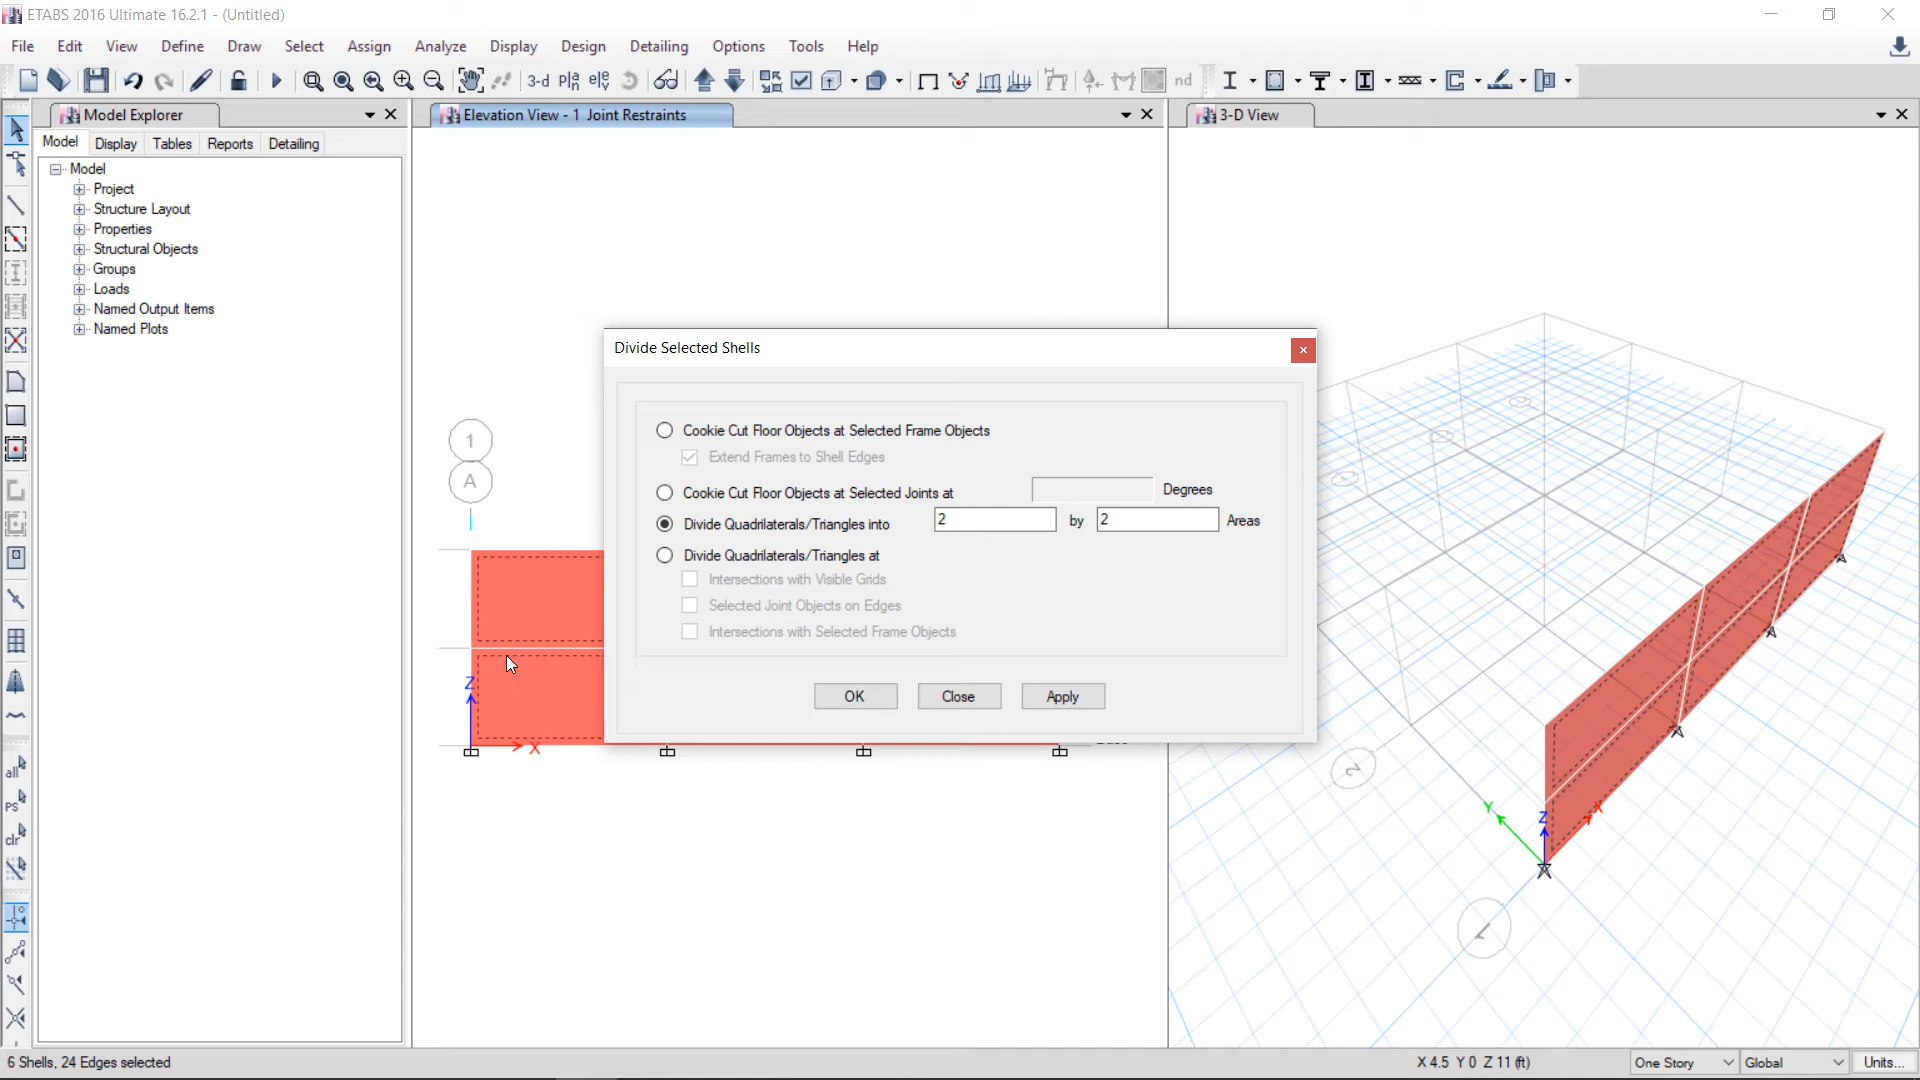 ETABS 2016 Ultimate 16.2.1 - (Untitled)
File Edit View Define Draw Select Assign Analyze Display Design Detailing Options Tools Help
3-d
nd
Model Explorer
Elevation View - 1 Joint Restraints
3-D View
Model Display Tables Reports Detailing
Model
Project
Structure Layout
Properties
Structural Objects
Groups
Loads
Named Output Items
Named Plots
1
A
Z
X
Divide Selected Shells
Cookie Cut Floor Objects at Selected Frame Objects
Extend Frames to Shell Edges
Cookie Cut Floor Objects at Selected Joints at Degrees
Divide Quadrilaterals/Triangles into 2 by 2 Areas
Divide Quadrilaterals/Triangles at
Intersections with Visible Grids
Selected Joint Objects on Edges
Intersections with Selected Frame Objects
OK Close Apply
2
Y
Z
X
1
all
PS
clr
6 Shells, 24 Edges selected
X 4.5 Y 0 Z 11 (ft)
One Story
Global
Units...